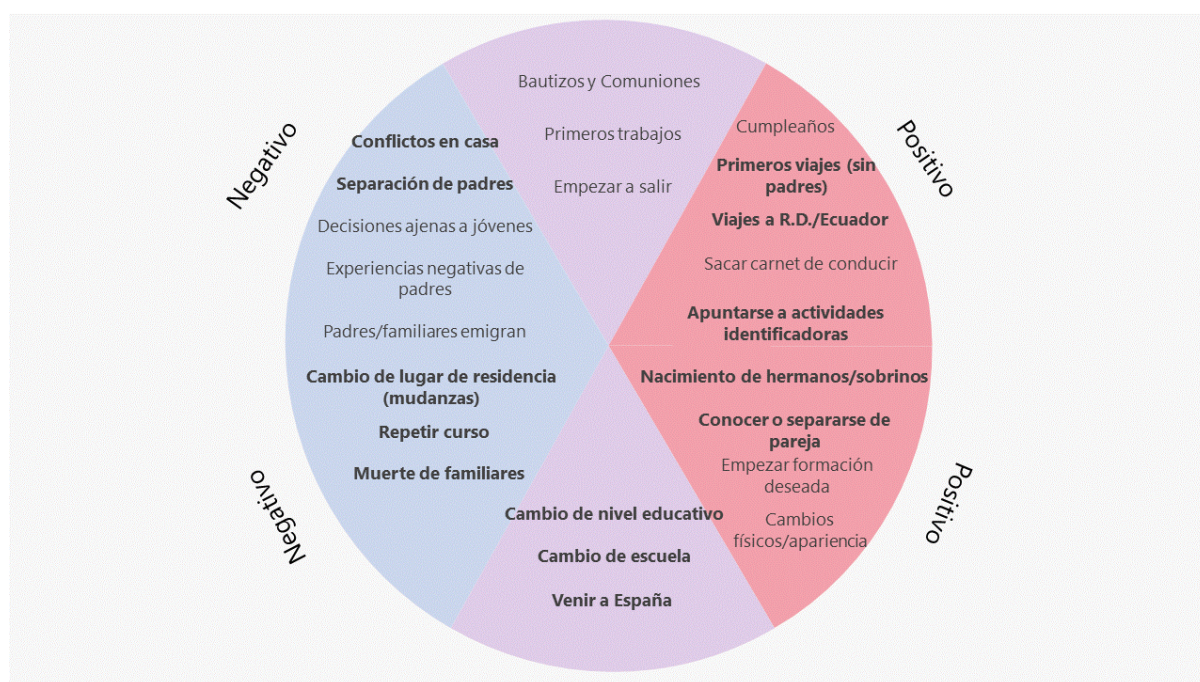 Bautizos y Comuniones
Primeros trabajos
Empezar a salir
Negativo
Conflictos en casa
Separación de padres
Decisiones ajenas a jóvenes
Experiencias negativas de
padres
Padres/familiares emigran
Cambio de lugar de residencia
(mudanzas)
Repetir curso
Muerte de familiares
Negativo
Positivo
Cumpleaños
Primeros viajes (sin
padres)
Viajes a R.D./Ecuador
Sacar carnet de conducir
Apuntarse a actividades
identificadoras
Nacimiento de hermanos/sobrinos
Conocer o separarse de
pareja
Empezar formación
deseada
Cambios
físicos/apariencia
Positivo
Cambio de nivel educativo
Cambio de escuela
Venir a España